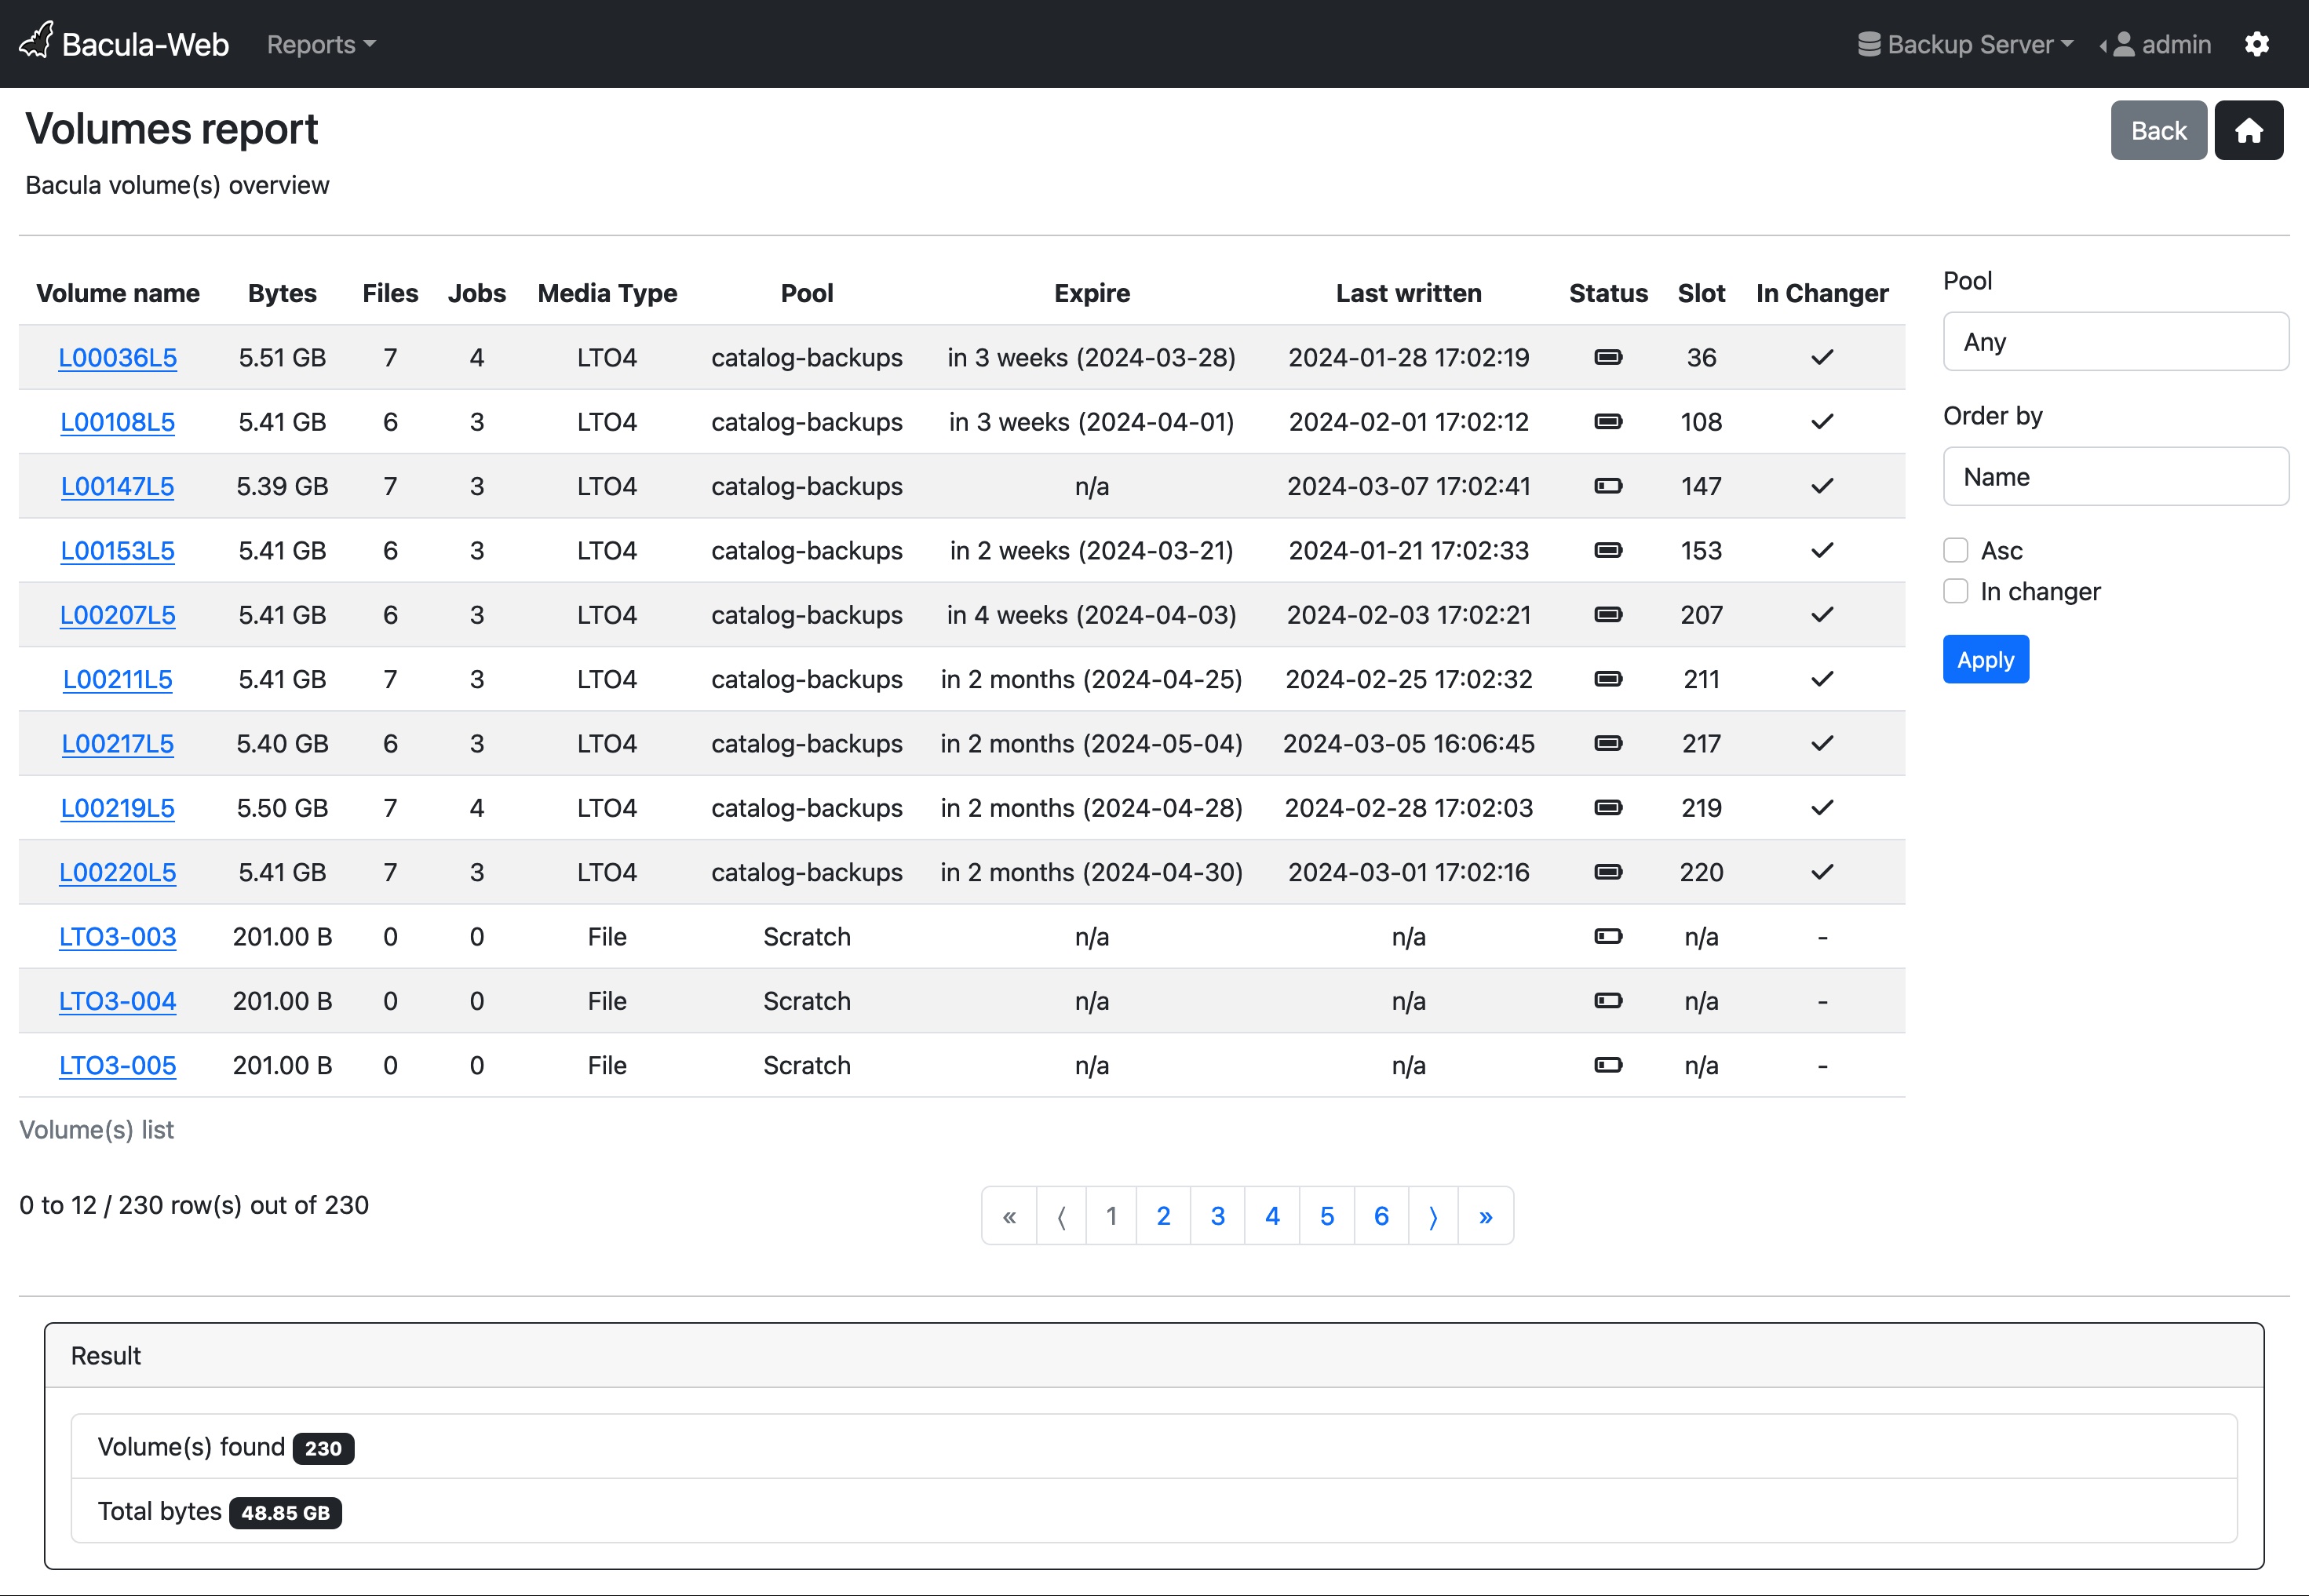 Bacula-Web Reports Backup Server admin
Volumes report
Back
Bacula volume(s) overview
Volume name Bytes Files Jobs Media Type Pool Expire Last written Status Slot In Changer
L00036L5 5.51 GB 7 4 LTO4 catalog-backups in 3 weeks (2024-03-28) 2024-01-28 17:02:19 36
L00108L5 5.41 GB 6 3 LTO4 catalog-backups in 3 weeks (2024-04-01) 2024-02-01 17:02:12 108
L00147L5 5.39 GB 7 3 LTO4 catalog-backups n/a 2024-03-07 17:02:41 147
L00153L5 5.41 GB 6 3 LTO4 catalog-backups in 2 weeks (2024-03-21) 2024-01-21 17:02:33 153
L00207L5 5.41 GB 6 3 LTO4 catalog-backups in 4 weeks (2024-04-03) 2024-02-03 17:02:21 207
L00211L5 5.41 GB 7 3 LTO4 catalog-backups in 2 months (2024-04-25) 2024-02-25 17:02:32 211
L00217L5 5.40 GB 6 3 LTO4 catalog-backups in 2 months (2024-05-04) 2024-03-05 16:06:45 217
L00219L5 5.50 GB 7 4 LTO4 catalog-backups in 2 months (2024-04-28) 2024-02-28 17:02:03 219
L00220L5 5.41 GB 7 3 LTO4 catalog-backups in 2 months (2024-04-30) 2024-03-01 17:02:16 220
LTO3-003 201.00 B 0 0 File Scratch n/a n/a n/a -
LTO3-004 201.00 B 0 0 File Scratch n/a n/a n/a -
LTO3-005 201.00 B 0 0 File Scratch n/a n/a n/a -
Volume(s) list
Pool
Any
Order by
Name
Asc
In changer
Apply
0 to 12 / 230 row(s) out of 230
« ⟨ 1 2 3 4 5 6 ⟩ »
Result
Volume(s) found 230
Total bytes 48.85 GB